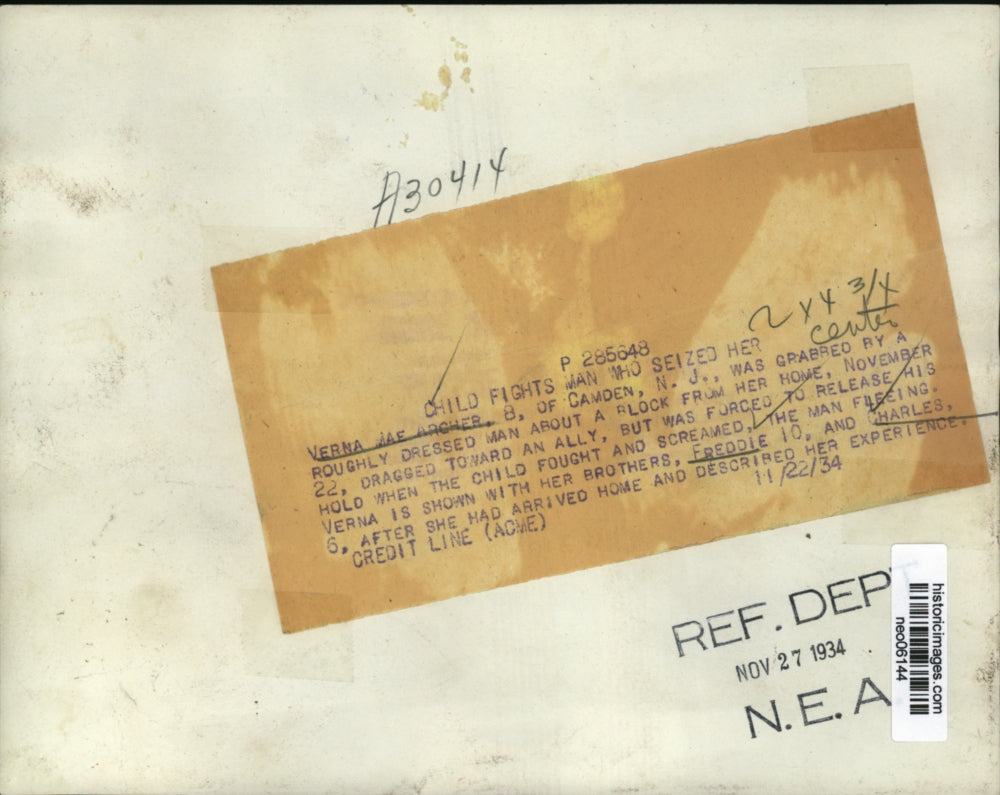 A30414
2 x 4 3/4
center
P 285648
CHILD FIGHTS MAN WHO SEIZED HER
VERNA MAE ARCHER, 8, OF CAMDEN, N. J., WAS GRABBED BY A
ROUGHLY DRESSED MAN ABOUT A BLOCK FROM HER HOME, NOVEMBER
22, DRAGGED TOWARD AN ALLY, BUT WAS FORCED TO RELEASE HIS
HOLD WHEN THE CHILD FOUGHT AND SCREAMED, THE MAN FLEEING.
VERNA IS SHOWN WITH HER BROTHERS, FREDDIE 10, AND CHARLES,
6, AFTER SHE HAD ARRIVED HOME AND DESCRIBED HER EXPERIENCE.
CREDIT LINE (ACME) 11/22/34
REF. DEPT
NOV 27 1934
N.E.A
historicimages.com
neo06144